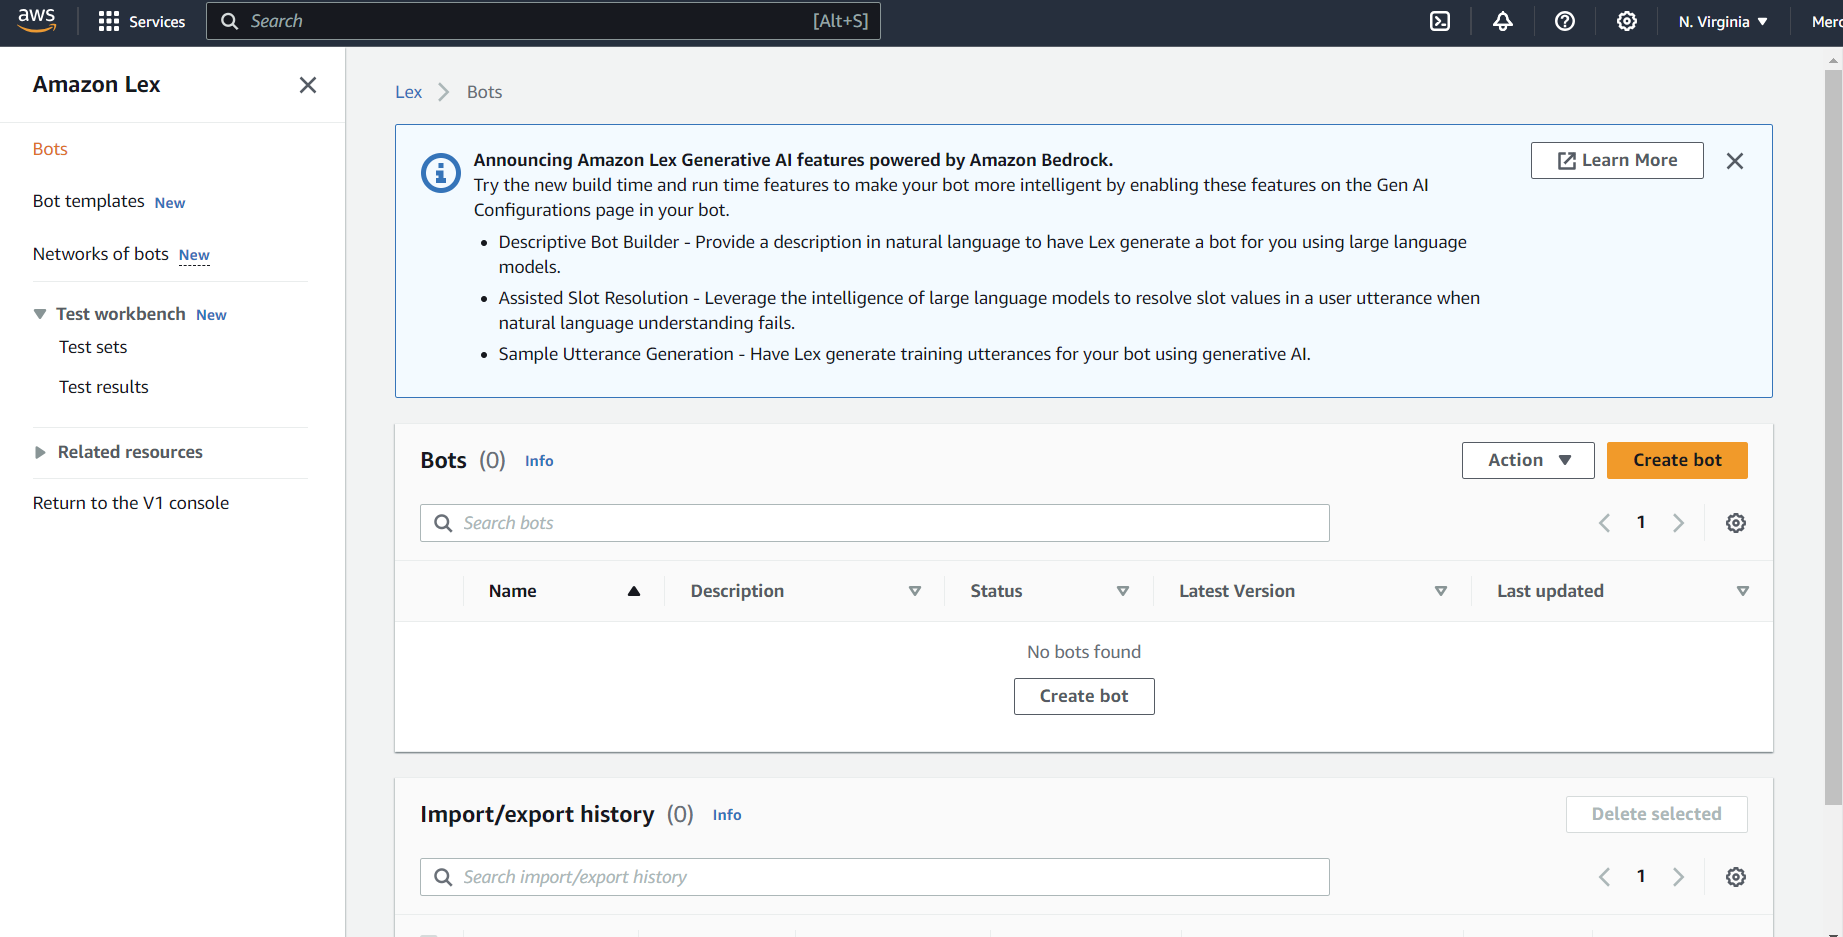 aws
Services
Search
[Alt+S]
N. Virginia
Amazon Lex
Bots
Bot templates New
Networks of bots New
Test workbench New
Test sets
Test results
Related resources
Return to the V1 console
Lex
Bots
Announcing Amazon Lex Generative AI features powered by Amazon Bedrock.
Try the new build time and run time features to make your bot more intelligent by enabling these features on the Gen AI
Configurations page in your bot.
• Descriptive Bot Builder - Provide a description in natural language to have Lex generate a bot for you using large language
models.
• Assisted Slot Resolution - Leverage the intelligence of large language models to resolve slot values in a user utterance when
natural language understanding fails.
• Sample Utterance Generation - Have Lex generate training utterances for your bot using generative AI.
Learn More
Bots (0) Info
Action
Create bot
Search bots
1
Name
Description
Status
Latest Version
Last updated
No bots found
Create bot
Import/export history (0) Info
Delete selected
Search import/export history
1